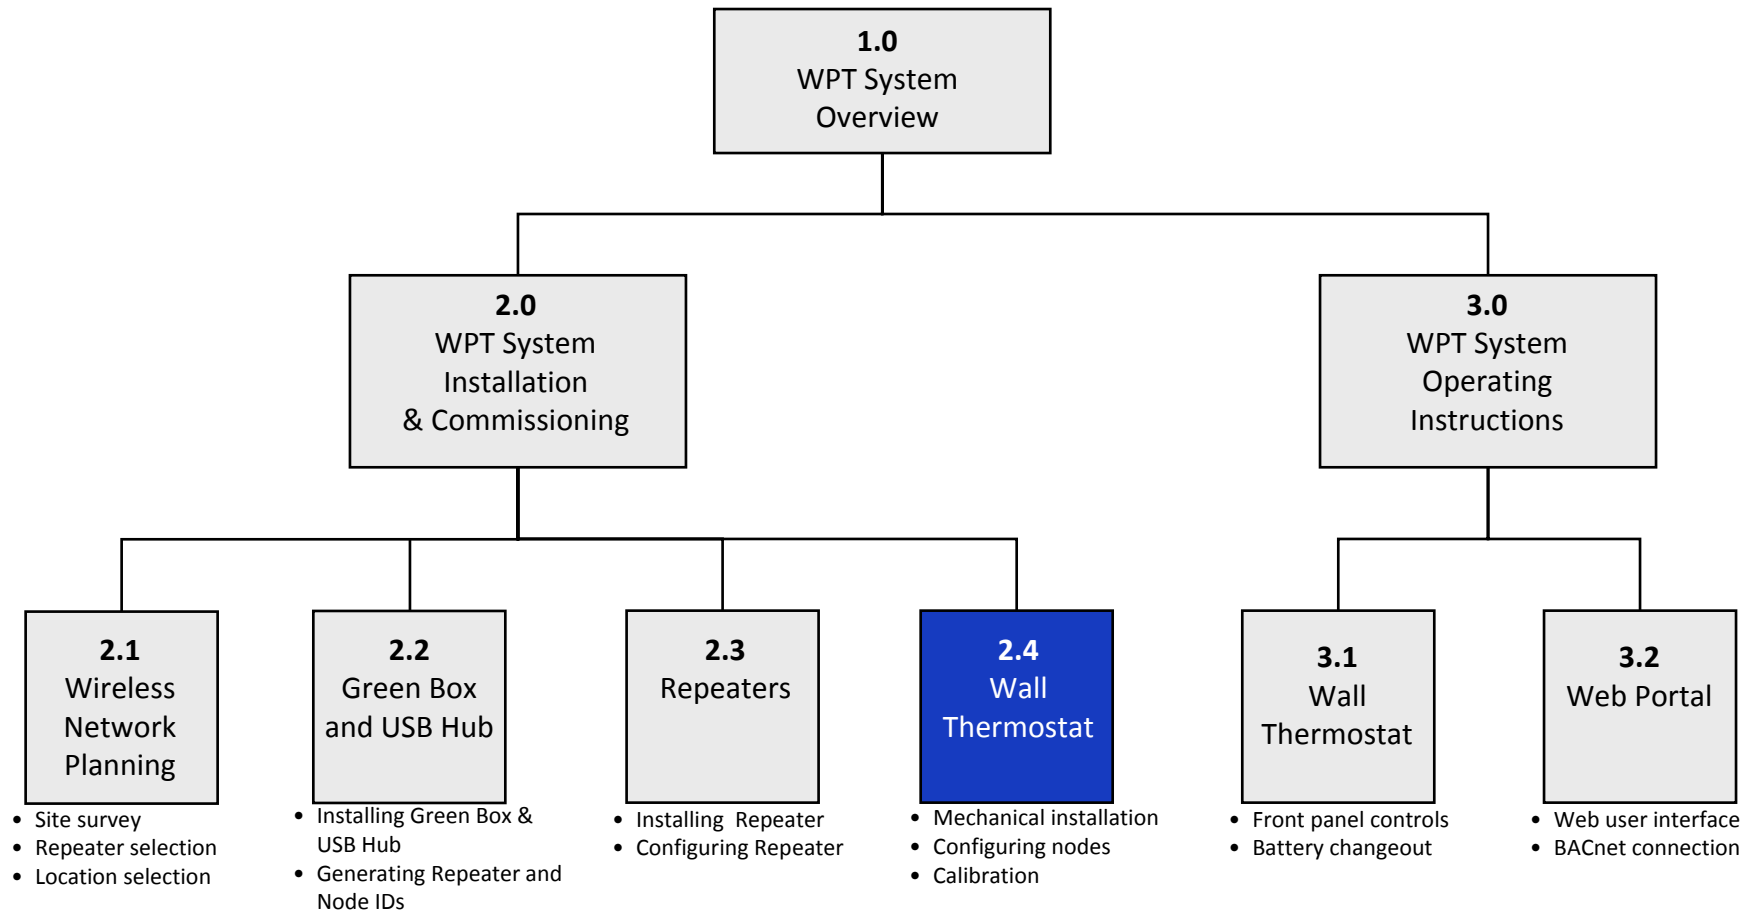 1.0
WPT System
Overview
2.0
WPT System
Installation
& Commissioning
3.0
WPT System
Operating
Instructions
2.1
Wireless
Network
Planning
2.2
Green Box
and USB Hub
2.3
Repeaters
2.4
Wall
Thermostat
3.1
Wall
Thermostat
3.2
Web Portal
• Site survey
• Repeater selection
• Location selection
• Installing Green Box &
USB Hub
• Generating Repeater and
Node IDs
• Installing  Repeater
• Configuring Repeater
• Mechanical installation
• Configuring nodes
• Calibration
• Front panel controls
• Battery changeout
• Web user interface
• BACnet connection